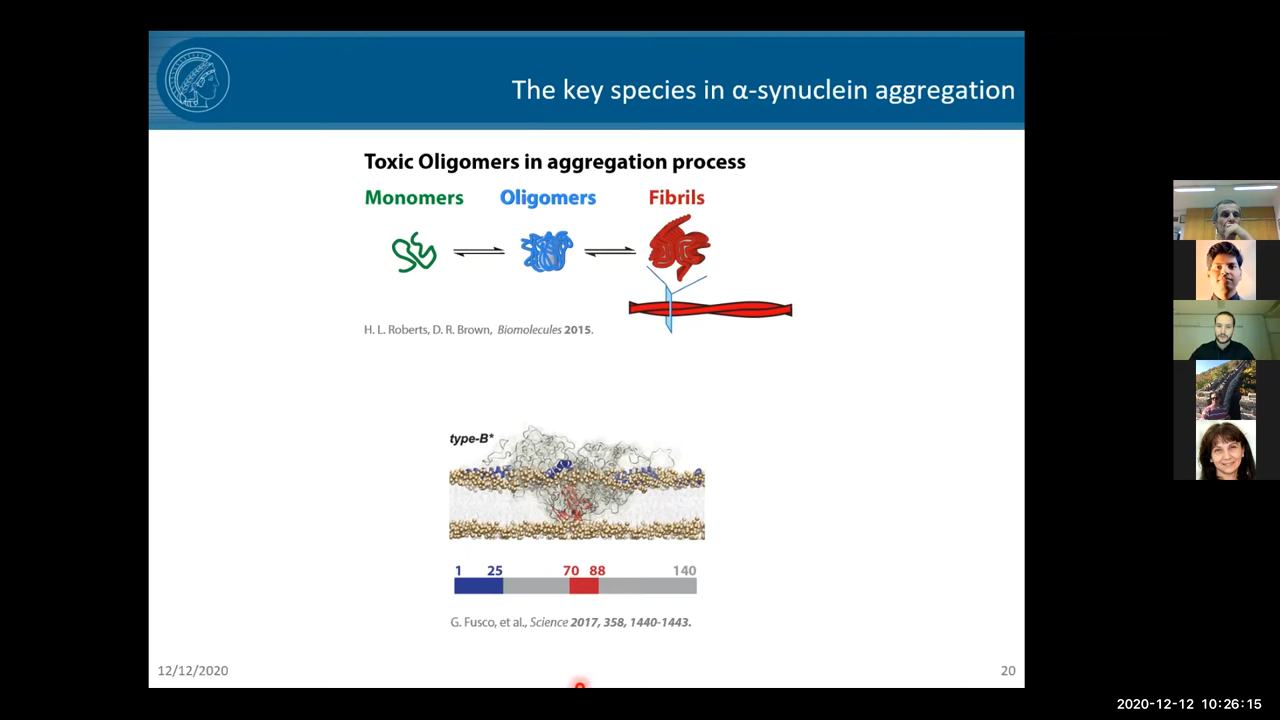 The key species in α-synuclein aggregation
Toxic Oligomers in aggregation process
Monomers Oligomers Fibrils
H. L. Roberts, D. R. Brown, Biomolecules 2015.
type-B*
1 25 70 88 140
G. Fusco, et al., Science 2017, 358, 1440-1443.
12/12/2020 20
2020-12-12 10:26:15